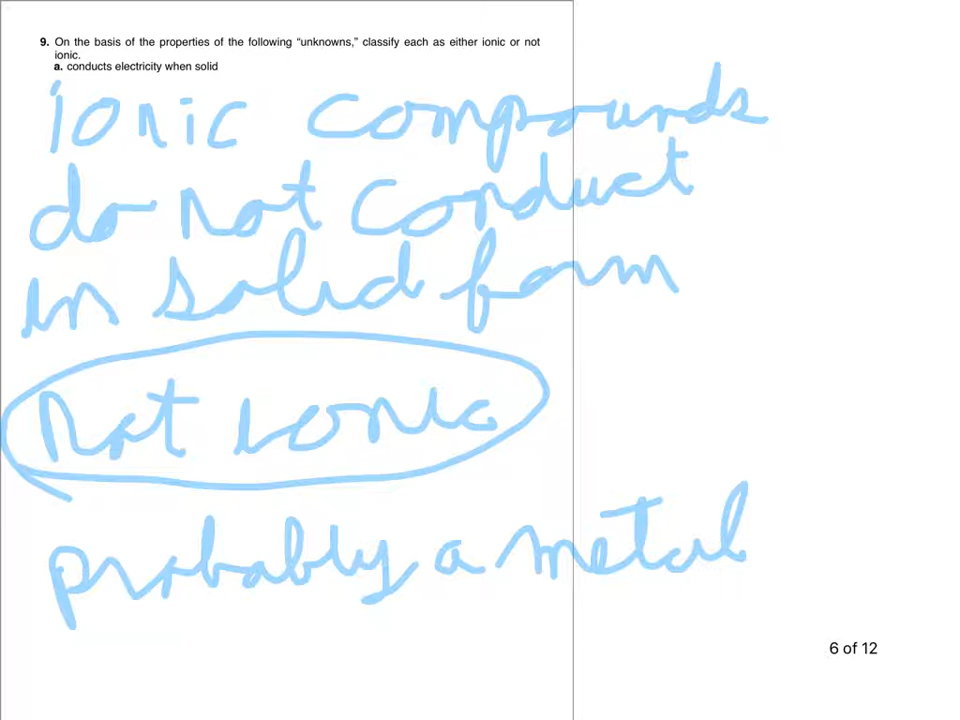 9. On the basis of the properties of the following “unknowns,” classify each as either ionic or not
ionic.
a. conducts electricity when solid
ionic compounds
do not conduct
in solid form
not ionic
probably a metal
6 of 12